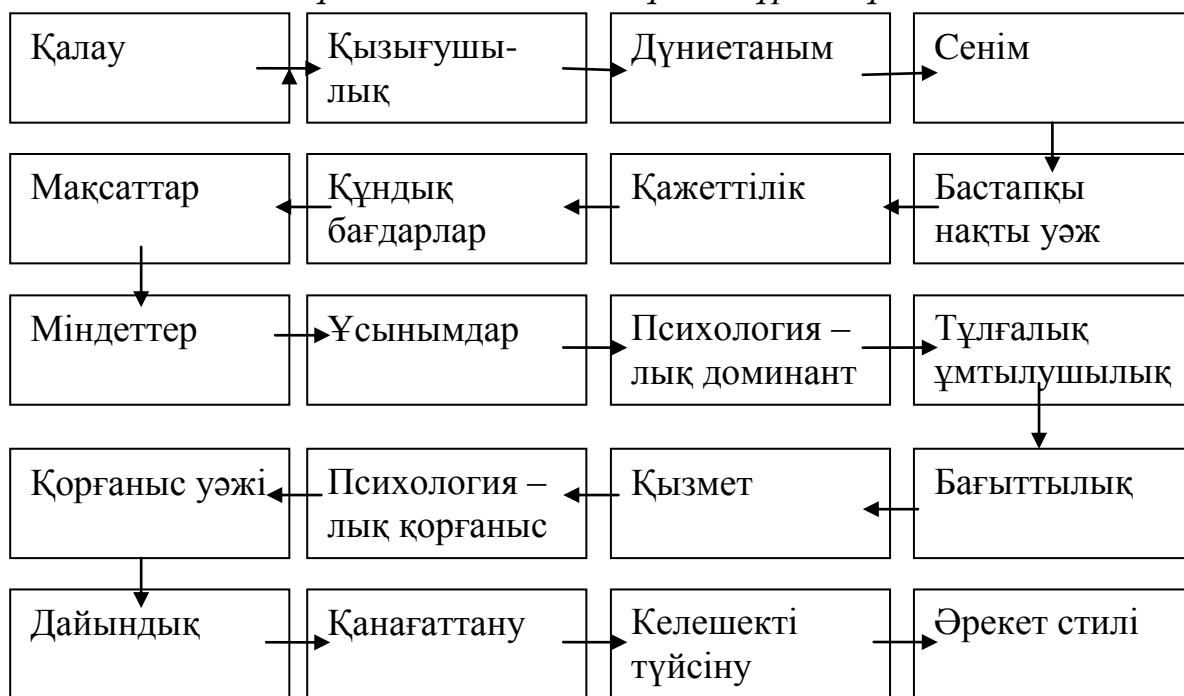 Қалау
Қызығушы-
лық
Дүниетаным
Сенім
Мақсаттар
Құндық
бағдарлар
Қажеттілік
Бастапқы
нақты уәж
Міндеттер
Ұсынымдар
Психология –
лық доминант
Тұлғалық
ұмтылушылық
Қорғаныс уәжі
Психология –
лық қорғаныс
Қызмет
Бағыттылық
Дайындық
Қанағаттану
Келешекті
түйсіну
Әрекет стилі